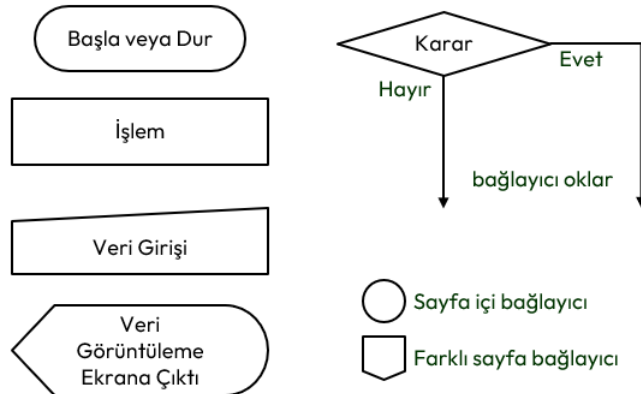 Başla veya Dur
İşlem
Veri Girişi
Veri
Görüntüleme
Ekrana Çıktı
Karar
Evet
Hayır
bağlayıcı oklar
Sayfa içi bağlayıcı
Farklı sayfa bağlayıcı